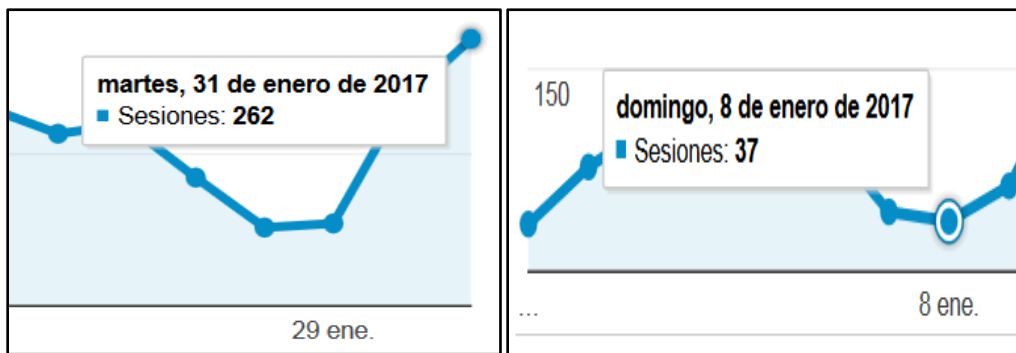 martes, 31 de enero de 2017
Sesiones: 262
29 ene.
150
domingo, 8 de enero de 2017
Sesiones: 37
...
8 ene.